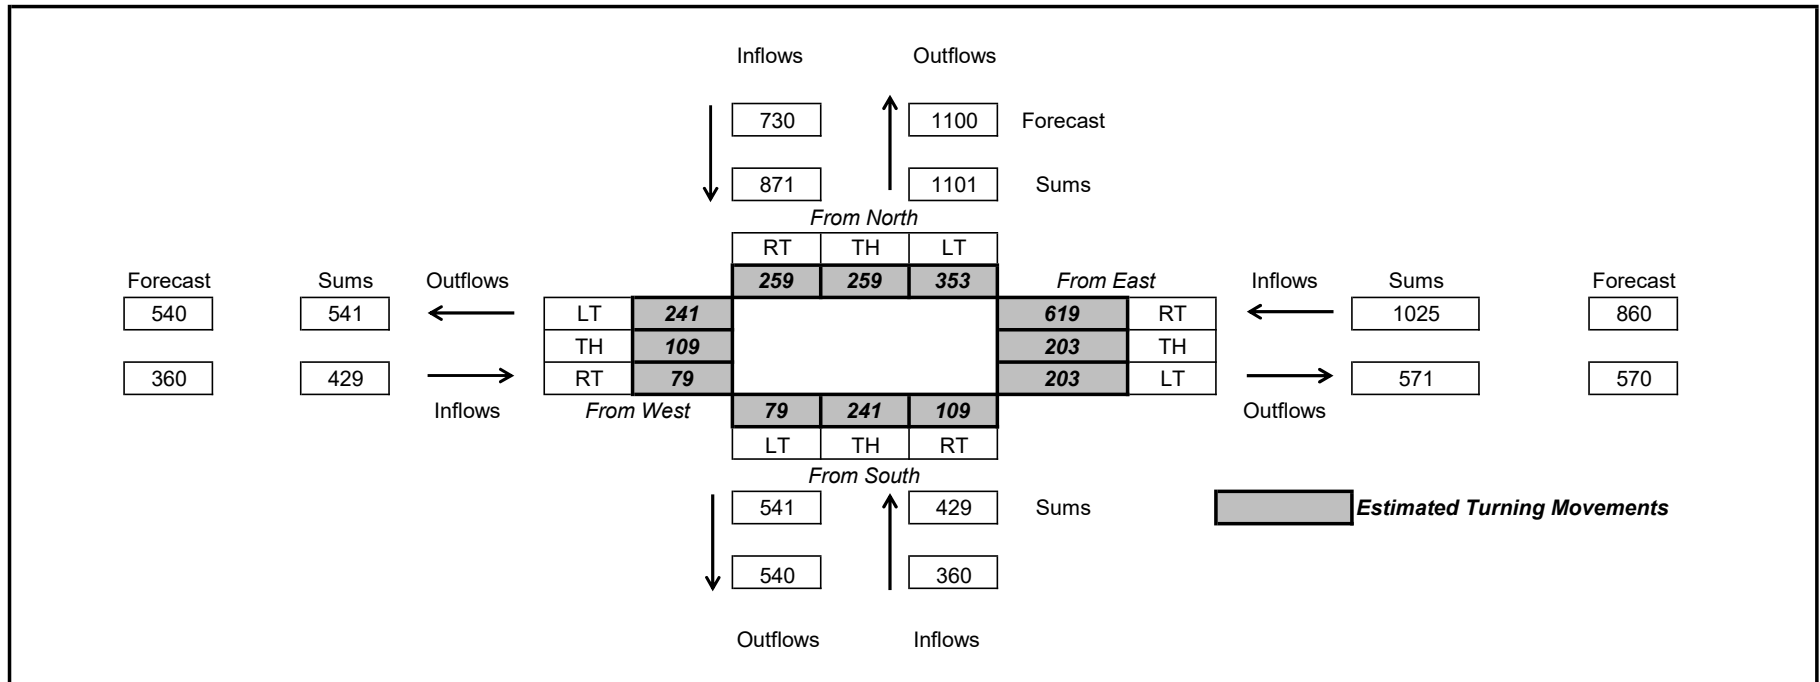 Inflows Outflows
730 1100 Forecast
871 1101 Sums
From North
RT TH LT
Forecast Sums Outflows 259 259 353 From East Inflows Sums Forecast
540 541 LT 241 619 RT 1025 860
TH 109 203 TH
360 429 RT 79 203 LT 571 570
Inflows From West 79 241 109 Outflows
LT TH RT
From South
541 429 Sums Estimated Turning Movements
540 360
Outflows Inflows